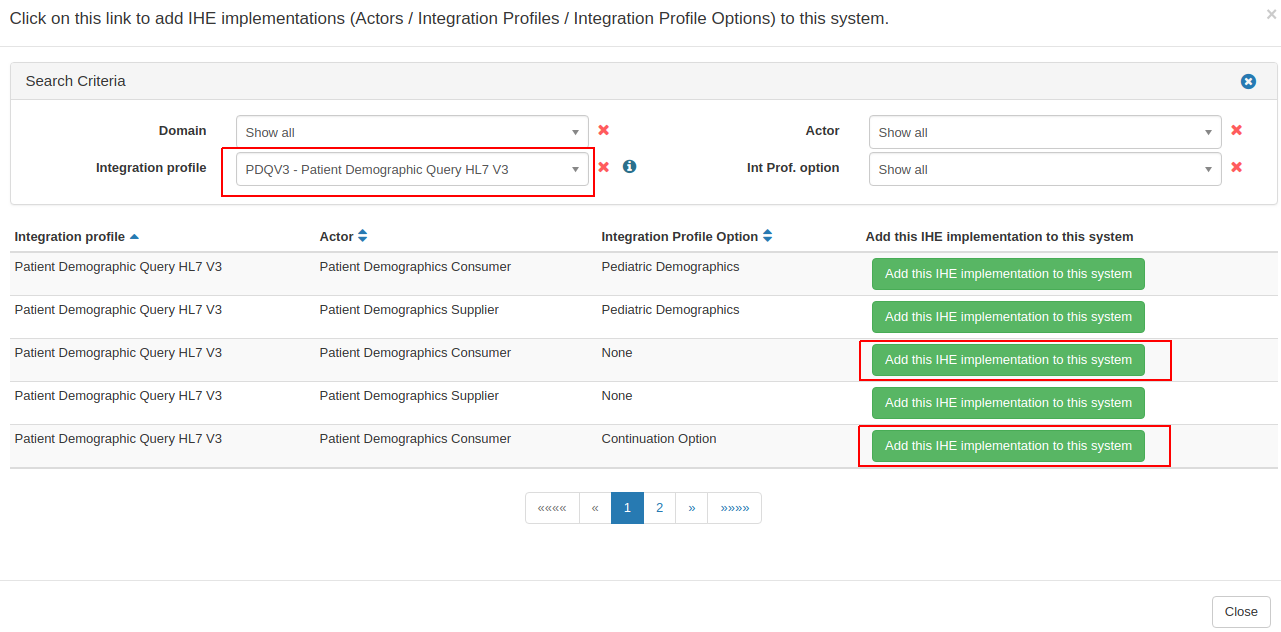 Click on this link to add IHE implementations (Actors / Integration Profiles / Integration Profile Options) to this system.
×
Search Criteria
Domain Show all Actor Show all
Integration profile PDQV3 - Patient Demographic Query HL7 V3 Int Prof. option Show all
Integration profile Actor Integration Profile Option Add this IHE implementation to this system
Patient Demographic Query HL7 V3 Patient Demographics Consumer Pediatric Demographics Add this IHE implementation to this system
Patient Demographic Query HL7 V3 Patient Demographics Supplier Pediatric Demographics Add this IHE implementation to this system
Patient Demographic Query HL7 V3 Patient Demographics Consumer None Add this IHE implementation to this system
Patient Demographic Query HL7 V3 Patient Demographics Supplier None Add this IHE implementation to this system
Patient Demographic Query HL7 V3 Patient Demographics Consumer Continuation Option Add this IHE implementation to this system
«««« « 1 2 » »»»»
Close